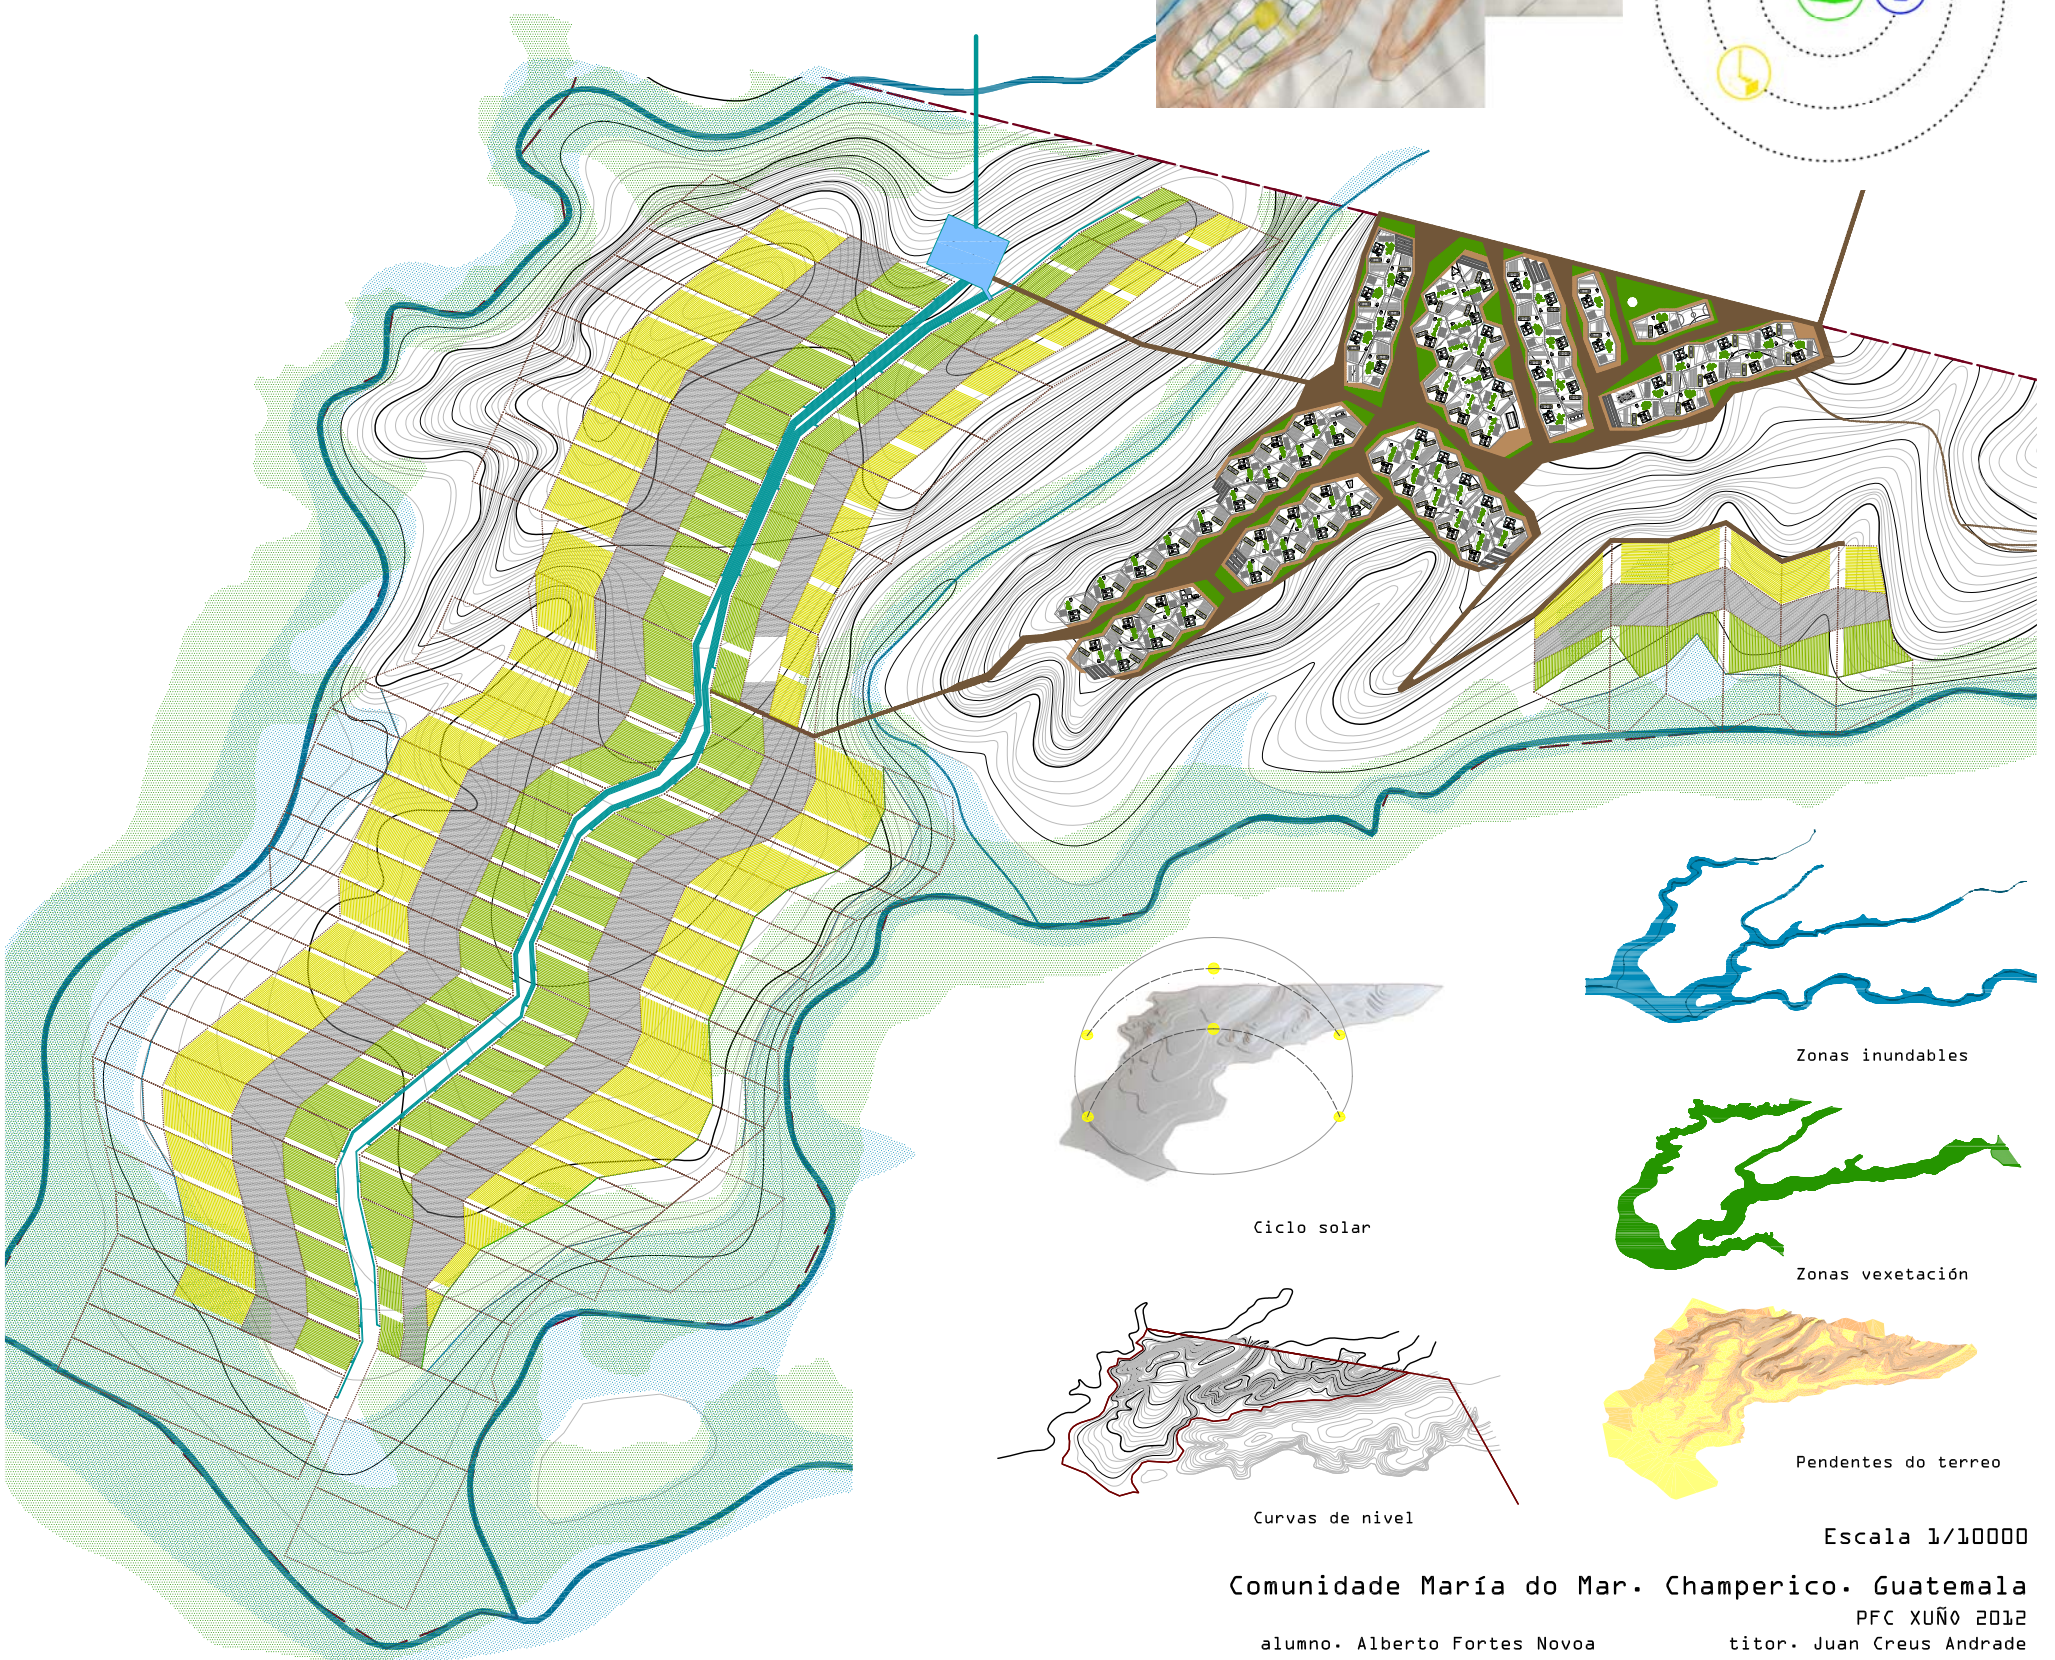 Zonas inundables
Ciclo solar
Zonas vexetación
Pendentes do terreo
Curvas de nivel
Escala 1/10000
Comunidade María do Mar. Champerico. Guatemala
PFC XUÑO 2012
alumno. Alberto Fortes Novoa titor. Juan Creus Andrade